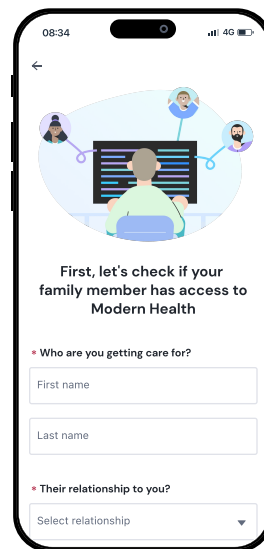 08:34
4G
First, let's check if your
family member has access to
Modern Health
* Who are you getting care for?
First name
Last name
* Their relationship to you?
Select relationship